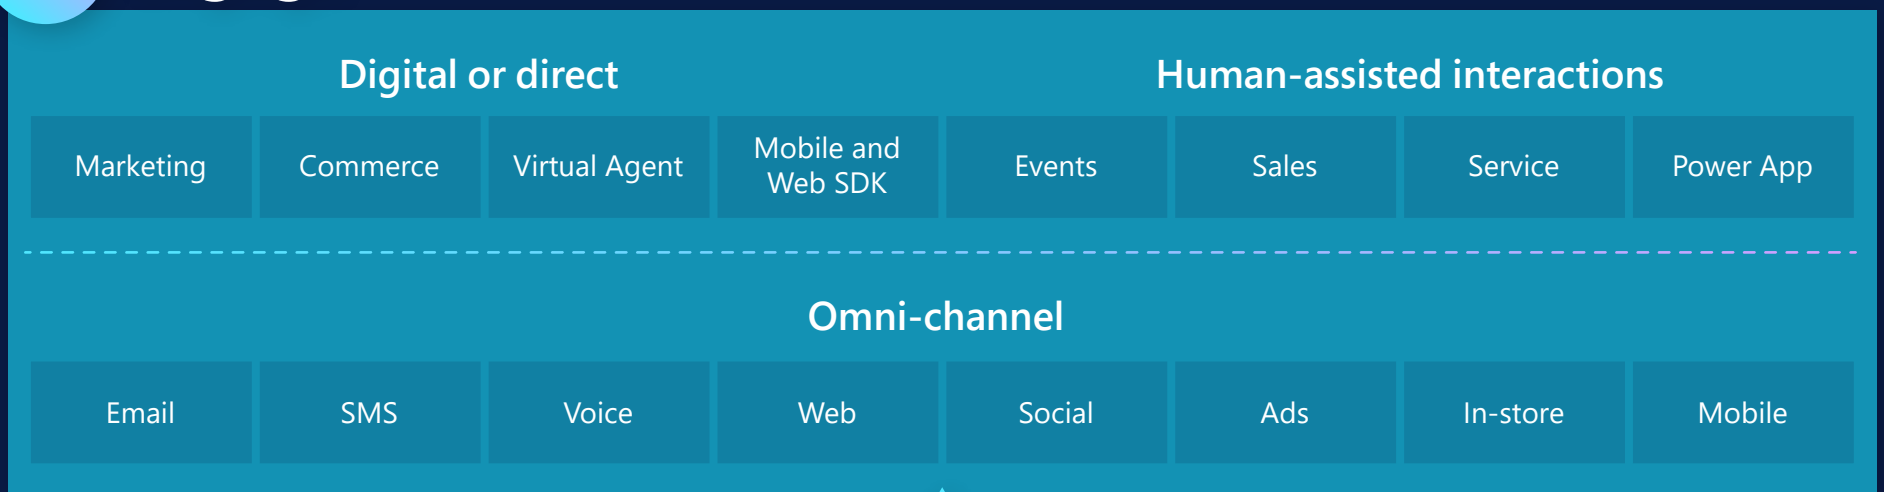 Digital or direct
Human-assisted interactions
Marketing
Commerce
Virtual Agent
Mobile and
Web SDK
Events
Sales
Service
Power App
Omni-channel
Email
SMS
Voice
Web
Social
Ads
In-store
Mobile